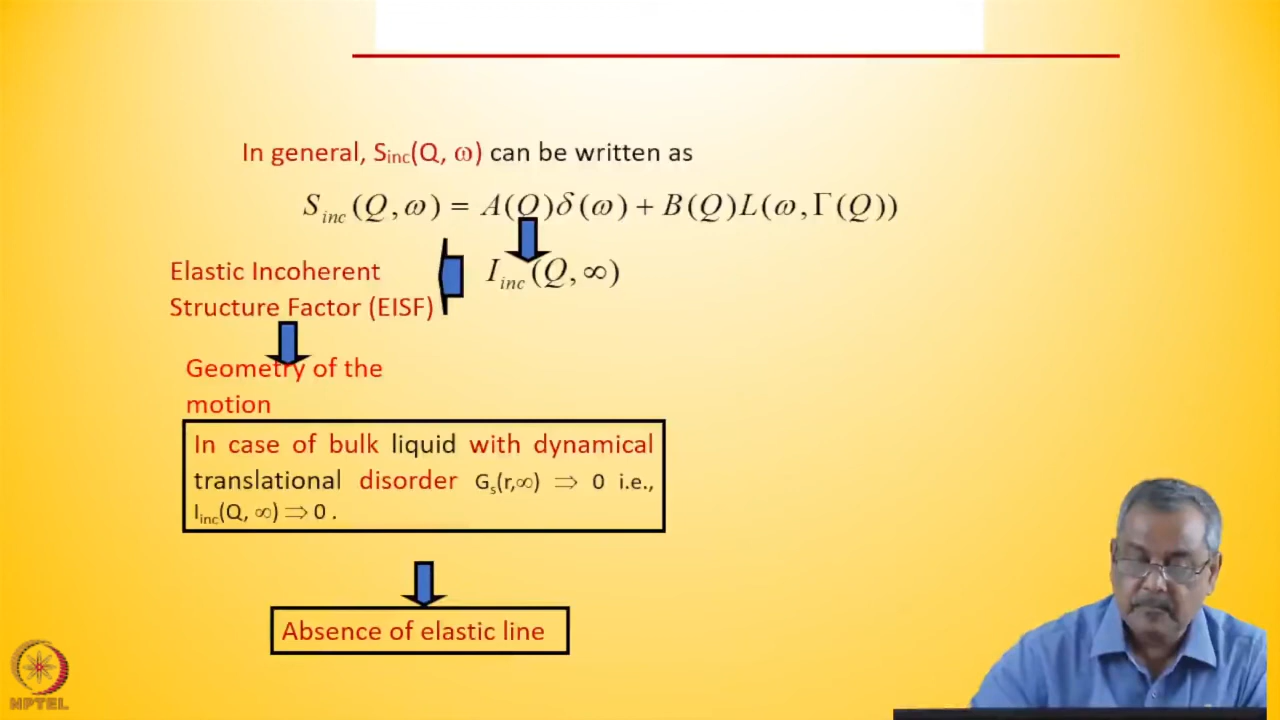 In general, Sinc(Q, ω) can be written as
S_inc (Q, ω) = A(Q)δ(ω) + B(Q)L(ω, Γ(Q))
I_inc (Q, ∞)
Elastic Incoherent
Structure Factor (EISF)
Geometry of the
motion
In case of bulk liquid with dynamical
translational disorder G_s(r,∞) ⇒ 0 i.e.,
I_inc(Q, ∞) ⇒ 0 .
Absence of elastic line
NPTEL